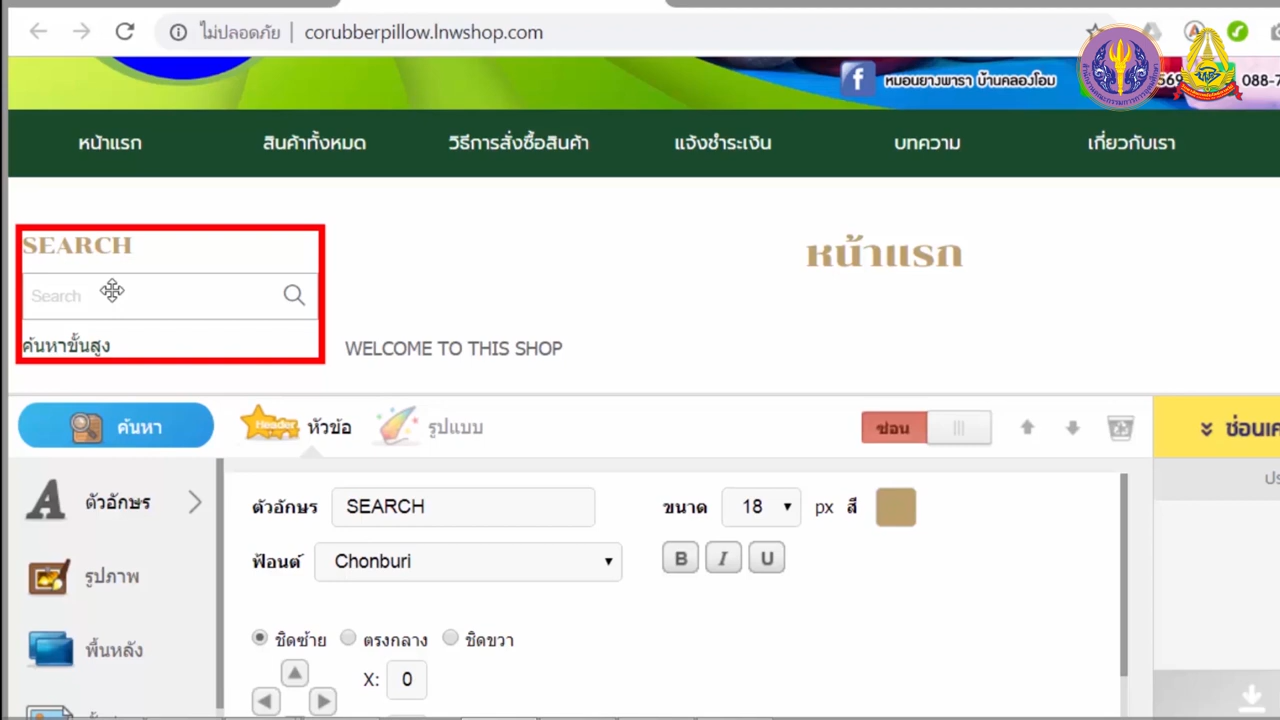 ไม่ปลอดภัย | corubberpillow.lnwshop.com
หมอนยางพารา บ้านคลองโอม
088-7
หน้าแรก สินค้าทั้งหมด วิธีการสั่งซื้อสินค้า แจ้งชำระเงิน บทความ เกี่ยวกับเรา
SEARCH
หน้าแรก
Search
ค้นหาขั้นสูง
WELCOME TO THIS SHOP
ค้นหา Header หัวข้อ รูปแบบ ซ่อน
ตัวอักษร
ตัวอักษร SEARCH ขนาด 18 px สี
ฟ้อนต์ Chonburi B I U
รูปภาพ
ชิดซ้าย ตรงกลาง ชิดขวา
พื้นหลัง
X: 0